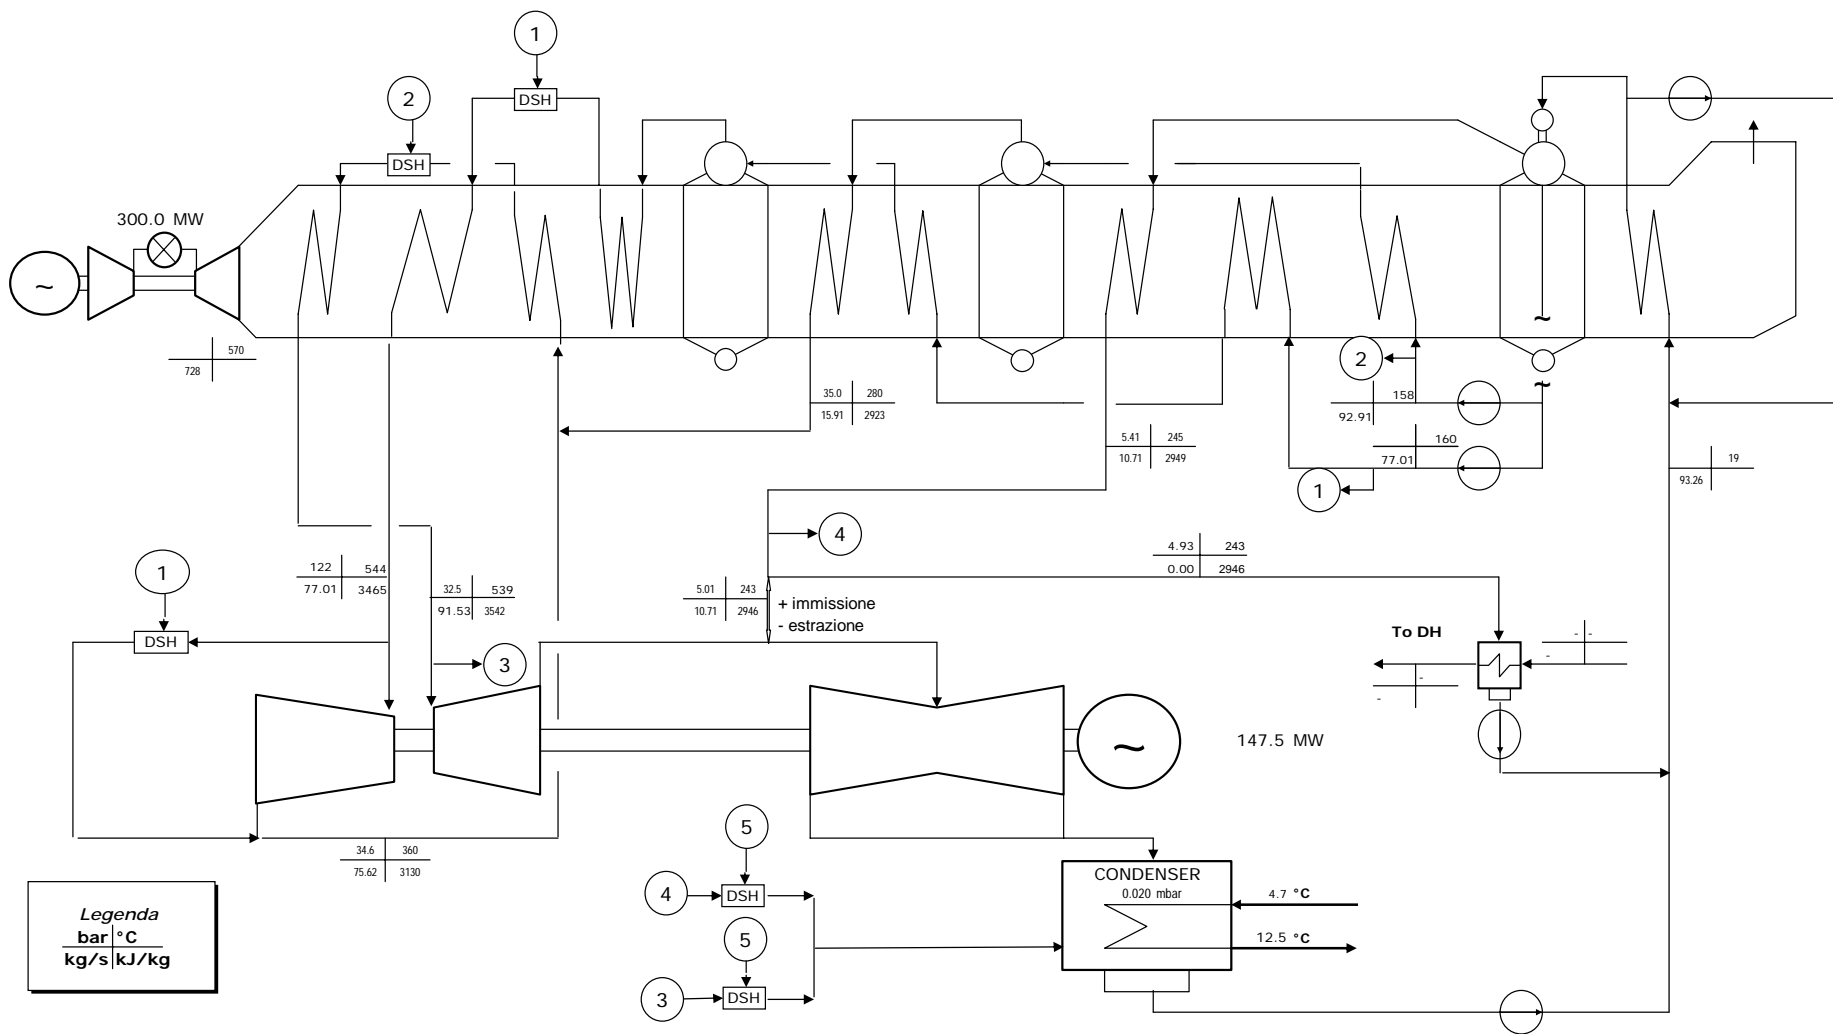 1
2
DSH
DSH
300.0 MW
~
~
~
570
728
2
158
92.91
160
77.01
1
35.0 280
15.91 2923
5.41 245
10.71 2949
19
93.26
4
4.93 243
0.00 2946
1
122 544
77.01 3465
32.5 539
91.53 3542
5.01 243
10.71 2946
+ immissione
- estrazione
DSH
3
To DH
- -
-
-
-
~
147.5 MW
34.6 360
75.62 3130
5
4
DSH
5
3
DSH
CONDENSER
0.020 mbar
4.7 °C
12.5 °C
Legenda
bar °C
kg/s kJ/kg